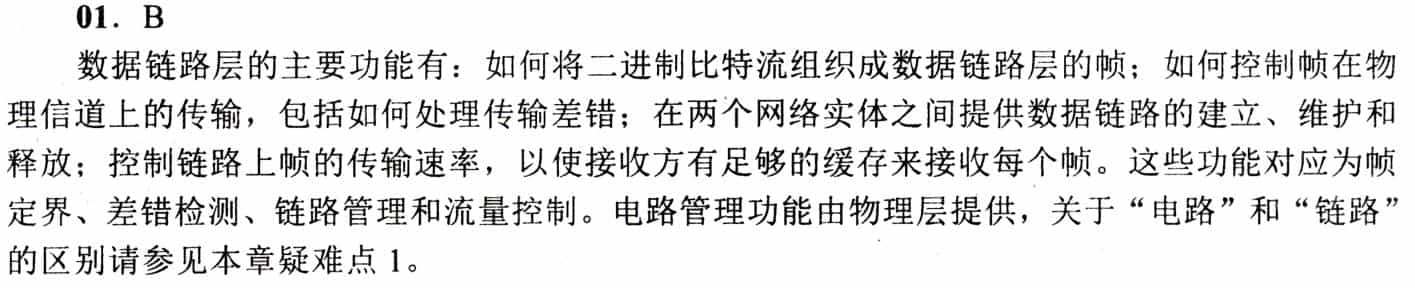 01. B
数据链路层的主要功能有：如何将二进制比特流组织成数据链路层的帧；如何控制帧在物
理信道上的传输，包括如何处理传输差错；在两个网络实体之间提供数据链路的建立、维护和
释放；控制链路上帧的传输速率，以使接收方有足够的缓存来接收每个帧。这些功能对应为帧
定界、差错检测、链路管理和流量控制。电路管理功能由物理层提供，关于“电路”和“链路”
的区别请参见本章疑难点 1。